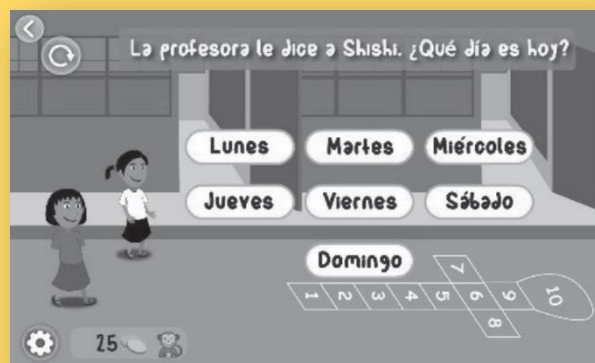 La profesora le dice a Shishi. ¿Qué día es hoy?
Lunes Martes Miércoles
Jueves Viernes Sábado
Domingo
1 2 3 4 5 6 7 8 9 10
25